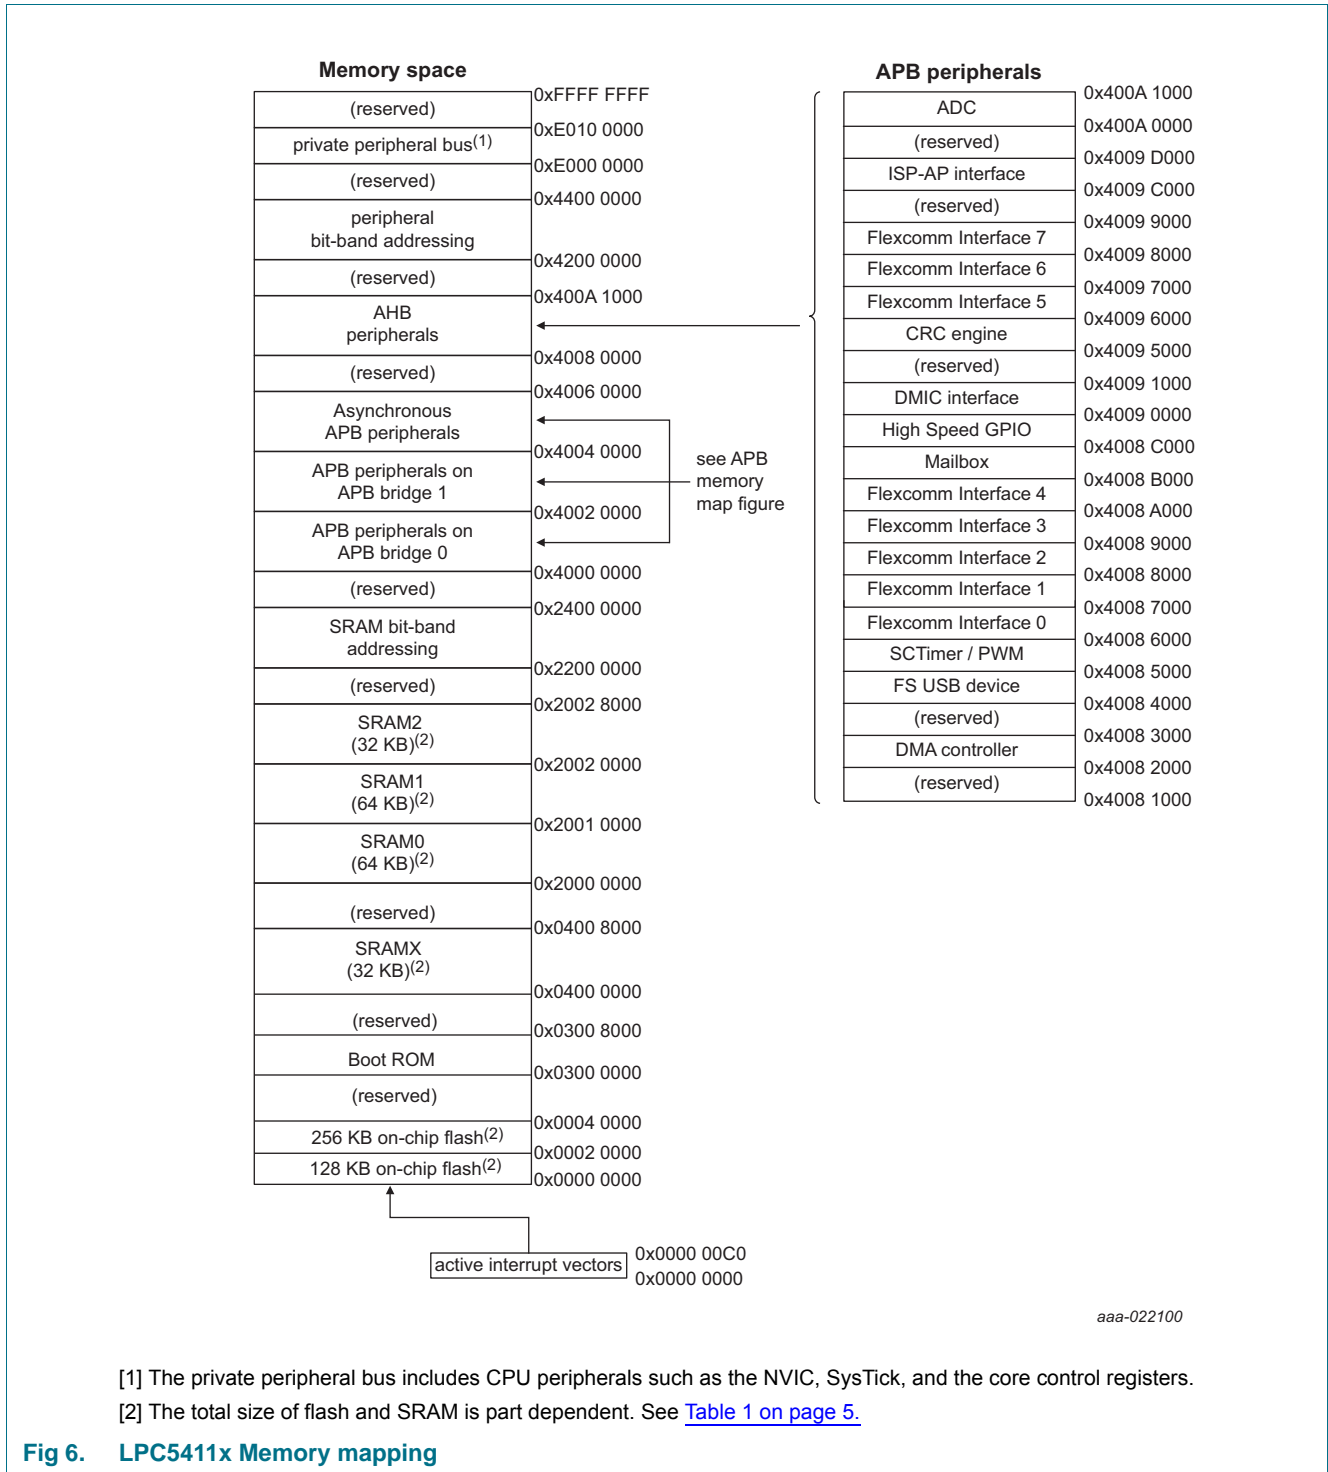 Memory space
0xFFFF FFFF
(reserved)
0xE010 0000
private peripheral bus(1)
0xE000 0000
(reserved)
0x4400 0000
peripheral
bit-band addressing
0x4200 0000
(reserved)
0x400A 1000
AHB
peripherals
0x4008 0000
(reserved)
0x4006 0000
Asynchronous
APB peripherals
0x4004 0000
APB peripherals on
APB bridge 1
0x4002 0000
APB peripherals on
APB bridge 0
0x4000 0000
(reserved)
0x2400 0000
SRAM bit-band
addressing
0x2200 0000
(reserved)
0x2002 8000
SRAM2
(32 KB)(2)
0x2002 0000
SRAM1
(64 KB)(2)
0x2001 0000
SRAM0
(64 KB)(2)
0x2000 0000
(reserved)
0x0400 8000
SRAMX
(32 KB)(2)
0x0400 0000
(reserved)
0x0300 8000
Boot ROM
0x0300 0000
(reserved)
0x0004 0000
256 KB on-chip flash(2)
0x0002 0000
128 KB on-chip flash(2)
0x0000 0000
active interrupt vectors
0x0000 00C0
0x0000 0000
see APB
memory
map figure
APB peripherals
0x400A 1000
ADC
0x400A 0000
(reserved)
0x4009 D000
ISP-AP interface
0x4009 C000
(reserved)
0x4009 9000
Flexcomm Interface 7
0x4009 8000
Flexcomm Interface 6
0x4009 7000
Flexcomm Interface 5
0x4009 6000
CRC engine
0x4009 5000
(reserved)
0x4009 1000
DMIC interface
0x4009 0000
High Speed GPIO
0x4008 C000
Mailbox
0x4008 B000
Flexcomm Interface 4
0x4008 A000
Flexcomm Interface 3
0x4008 9000
Flexcomm Interface 2
0x4008 8000
Flexcomm Interface 1
0x4008 7000
Flexcomm Interface 0
0x4008 6000
SCTimer / PWM
0x4008 5000
FS USB device
0x4008 4000
(reserved)
0x4008 3000
DMA controller
0x4008 2000
(reserved)
0x4008 1000
aaa-022100
[1] The private peripheral bus includes CPU peripherals such as the NVIC, SysTick, and the core control registers.
[2] The total size of flash and SRAM is part dependent. See Table 1 on page 5.
Fig 6. LPC5411x Memory mapping